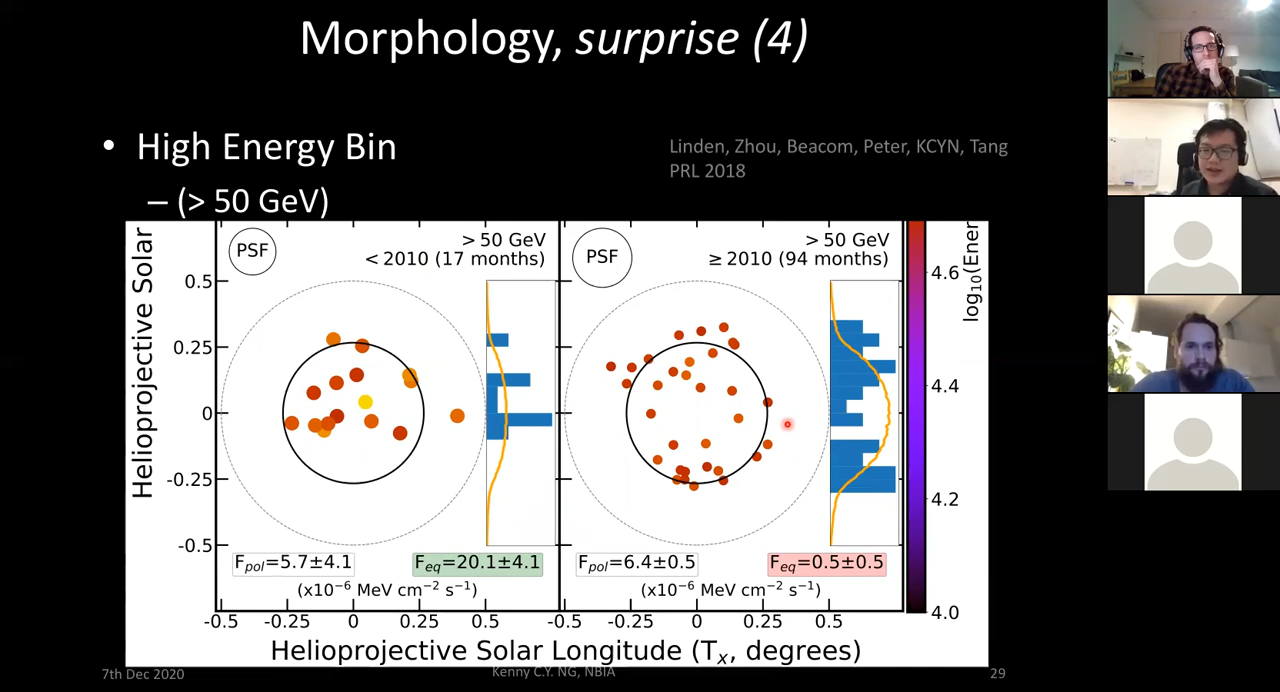 Morphology, surprise (4)
• High Energy Bin
– (> 50 GeV)
Linden, Zhou, Beacom, Peter, KCYN, Tang
PRL 2018
Helioprojective Solar
PSF
> 50 GeV
< 2010 (17 months)
PSF
> 50 GeV
≥ 2010 (94 months)
0.5
0.25
0
-0.25
-0.5
Fpol=5.7±4.1
Feq=20.1±4.1
(x10⁻⁶ MeV cm⁻² s⁻¹)
Fpol=6.4±0.5
Feq=0.5±0.5
(x10⁻⁶ MeV cm⁻² s⁻¹)
-0.5 -0.25 0 0.25 0.5
-0.5 -0.25 0 0.25 0.5
Helioprojective Solar Longitude (Tx, degrees)
log10(Ener
4.6
4.4
4.2
4.0
7th Dec 2020
Kenny C.Y. NG, NBIA
29